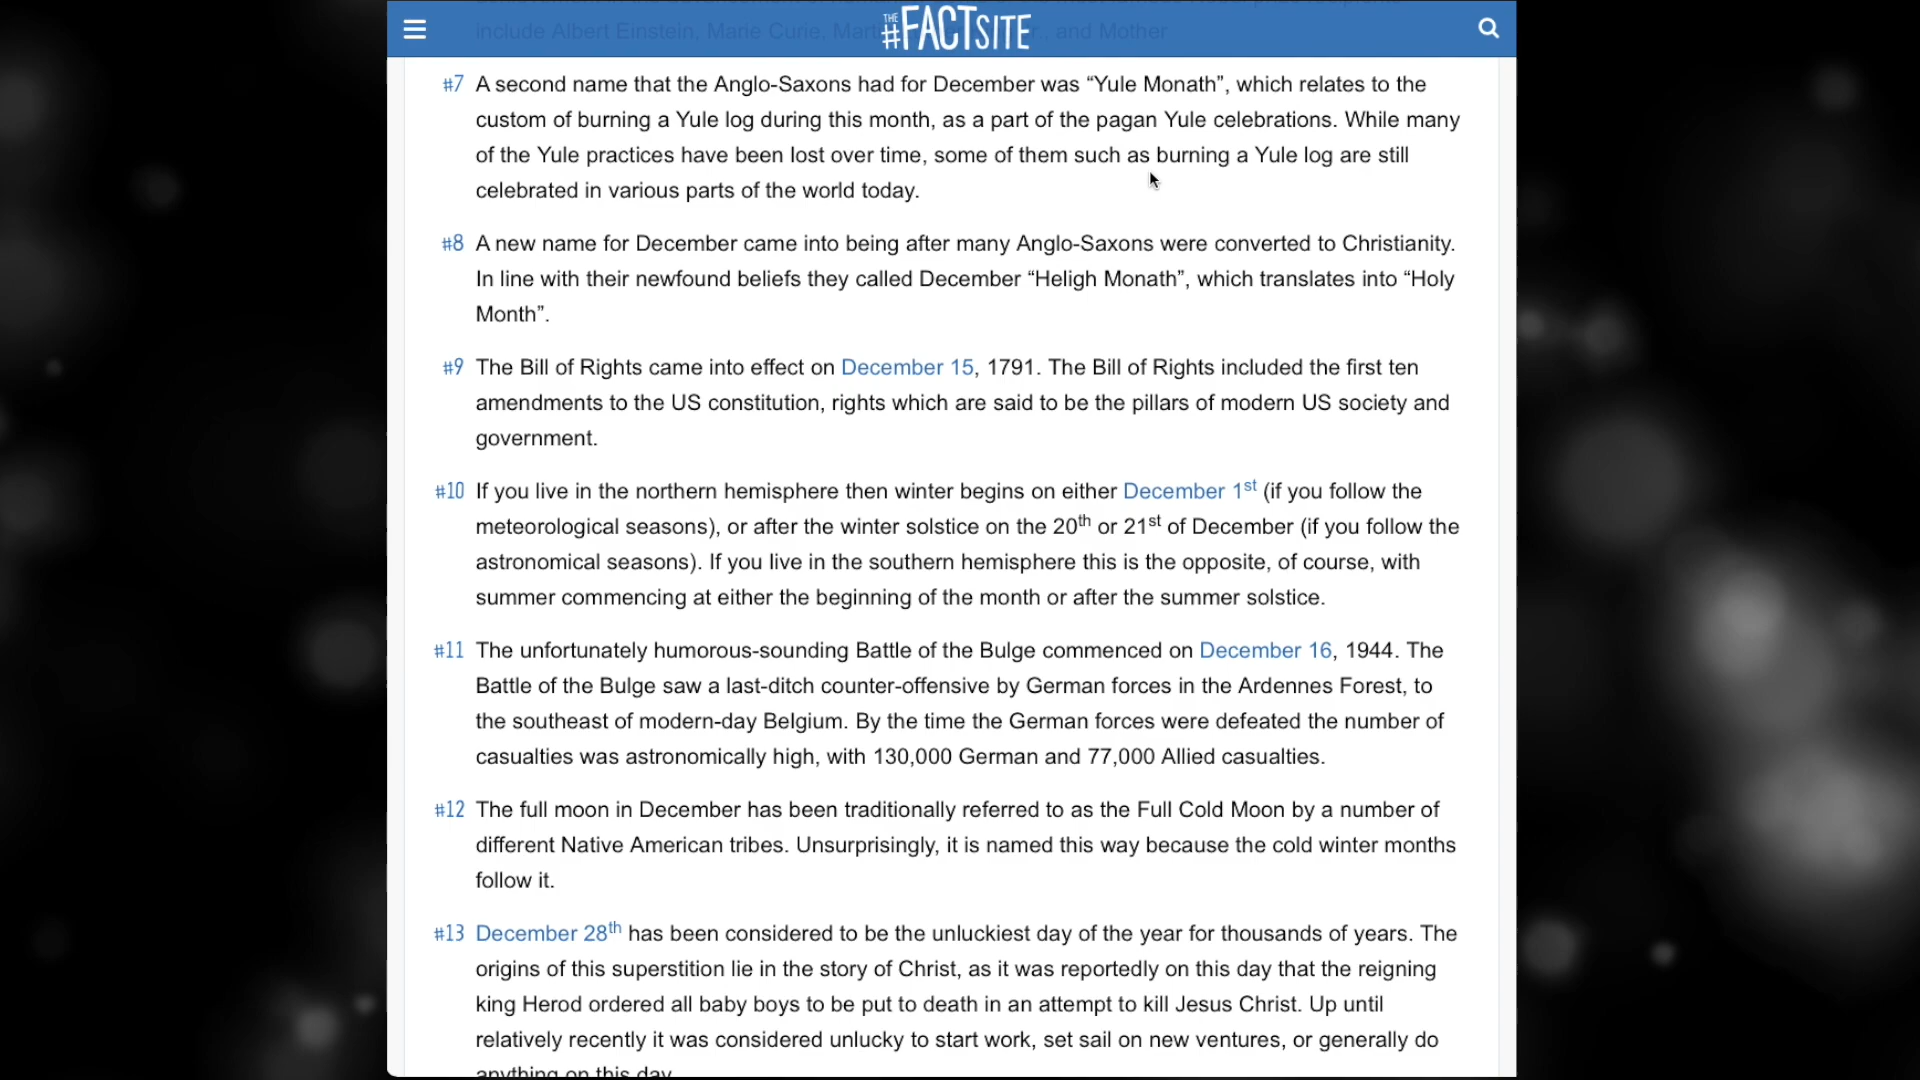 include Albert Einstein, Marie Curie, and Mother
THE #FACTSITE
#7 A second name that the Anglo-Saxons had for December was “Yule Monath”, which relates to the
custom of burning a Yule log during this month, as a part of the pagan Yule celebrations. While many
of the Yule practices have been lost over time, some of them such as burning a Yule log are still
celebrated in various parts of the world today.
#8 A new name for December came into being after many Anglo-Saxons were converted to Christianity.
In line with their newfound beliefs they called December “Heligh Monath”, which translates into “Holy
Month”.
#9 The Bill of Rights came into effect on December 15, 1791. The Bill of Rights included the first ten
amendments to the US constitution, rights which are said to be the pillars of modern US society and
government.
#10 If you live in the northern hemisphere then winter begins on either December 1st (if you follow the
meteorological seasons), or after the winter solstice on the 20th or 21st of December (if you follow the
astronomical seasons). If you live in the southern hemisphere this is the opposite, of course, with
summer commencing at either the beginning of the month or after the summer solstice.
#11 The unfortunately humorous-sounding Battle of the Bulge commenced on December 16, 1944. The
Battle of the Bulge saw a last-ditch counter-offensive by German forces in the Ardennes Forest, to
the southeast of modern-day Belgium. By the time the German forces were defeated the number of
casualties was astronomically high, with 130,000 German and 77,000 Allied casualties.
#12 The full moon in December has been traditionally referred to as the Full Cold Moon by a number of
different Native American tribes. Unsurprisingly, it is named this way because the cold winter months
follow it.
#13 December 28th has been considered to be the unluckiest day of the year for thousands of years. The
origins of this superstition lie in the story of Christ, as it was reportedly on this day that the reigning
king Herod ordered all baby boys to be put to death in an attempt to kill Jesus Christ. Up until
relatively recently it was considered unlucky to start work, set sail on new ventures, or generally do
anything on this day